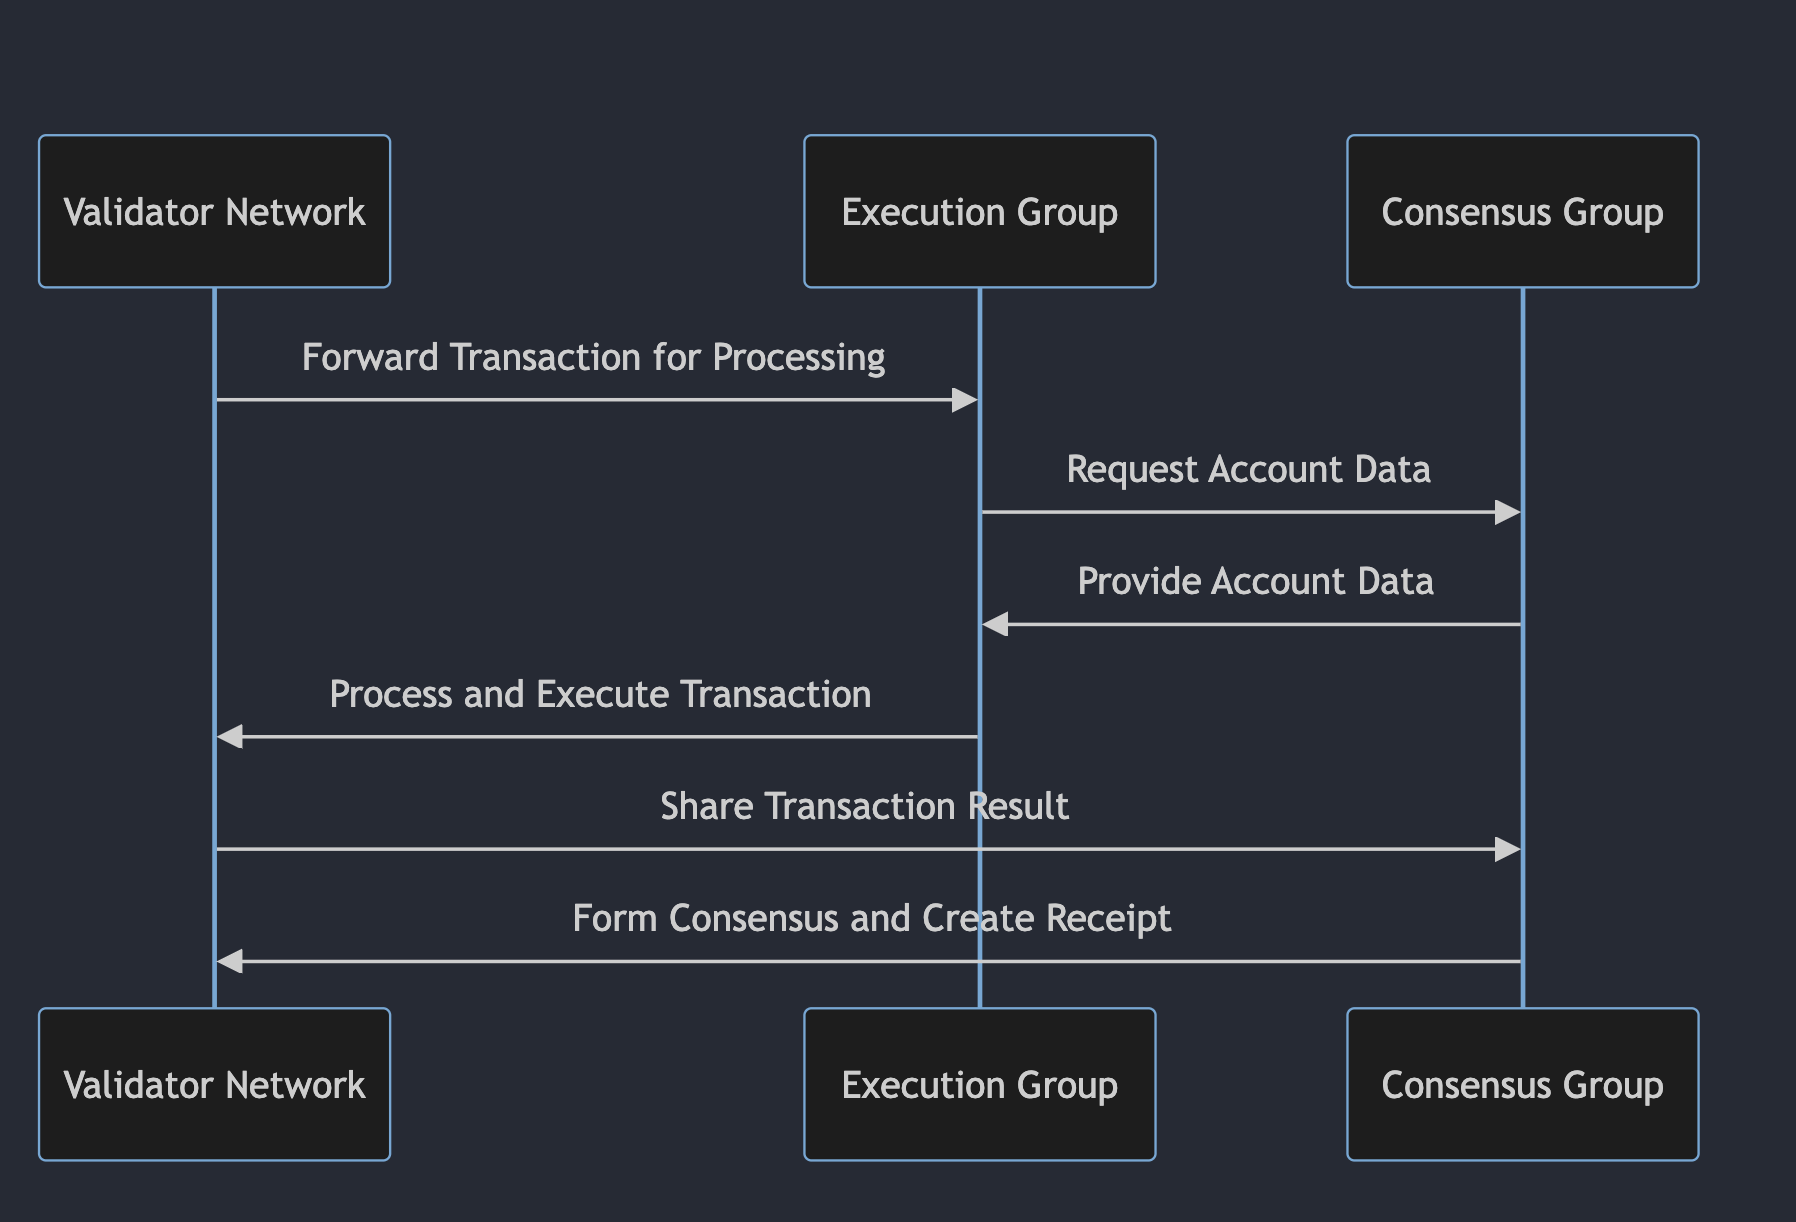 Validator Network
Execution Group
Consensus Group
Forward Transaction for Processing
Request Account Data
Provide Account Data
Process and Execute Transaction
Share Transaction Result
Form Consensus and Create Receipt
Validator Network
Execution Group
Consensus Group